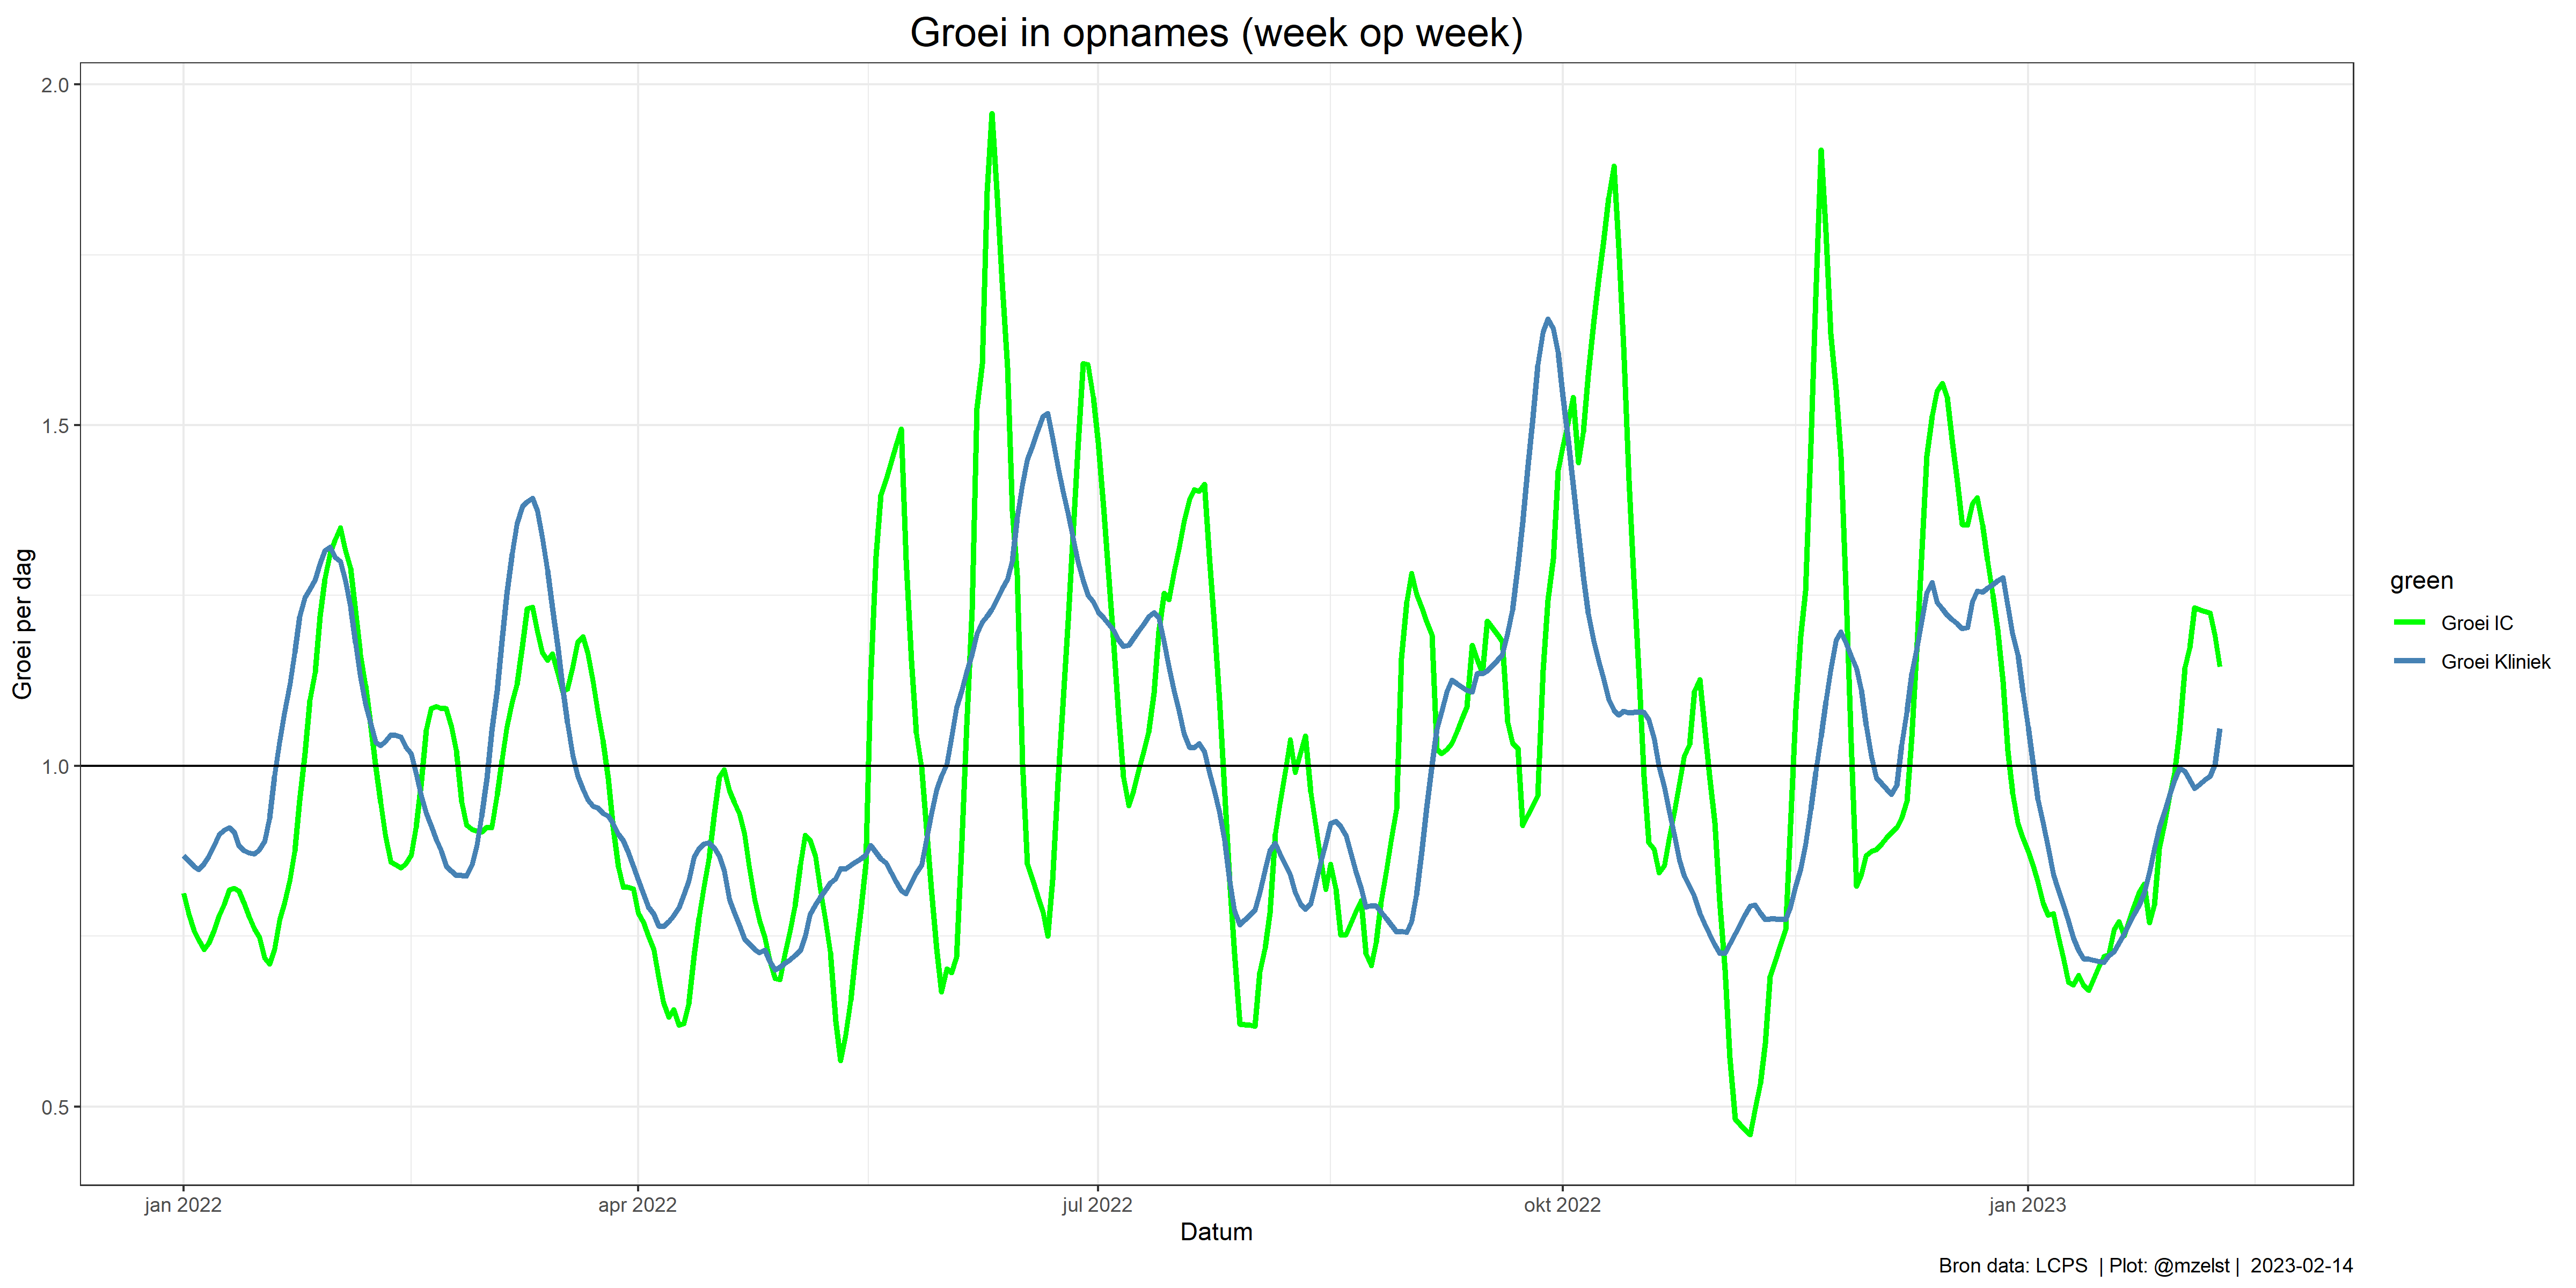 Groei in opnames (week op week)
2.0
1.5
1.0
0.5
Groei per dag
jan 2022
apr 2022
jul 2022
okt 2022
jan 2023
Datum
green
Groei IC
Groei Kliniek
Bron data: LCPS | Plot: @mzelst | 2023-02-14